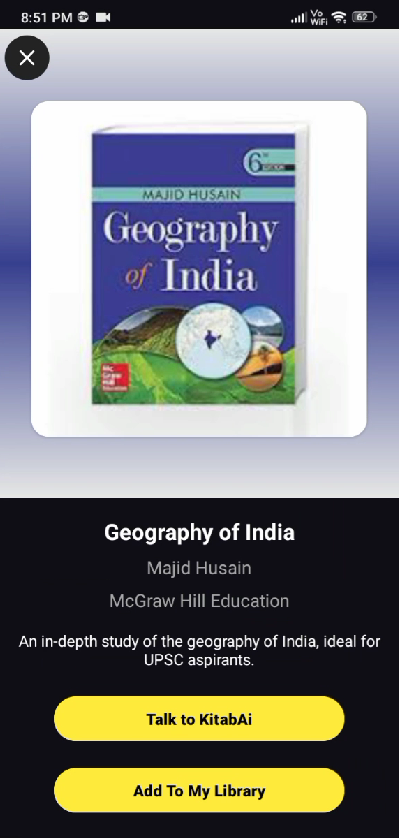 8:51 PM
Vo
WiFi
62
6
EDITION
MAJID HUSAIN
Geography
of India
Mc
Graw
Hill
Education
Geography of India
Majid Husain
McGraw Hill Education
An in-depth study of the geography of India, ideal for
UPSC aspirants.
Talk to KitabAi
Add To My Library